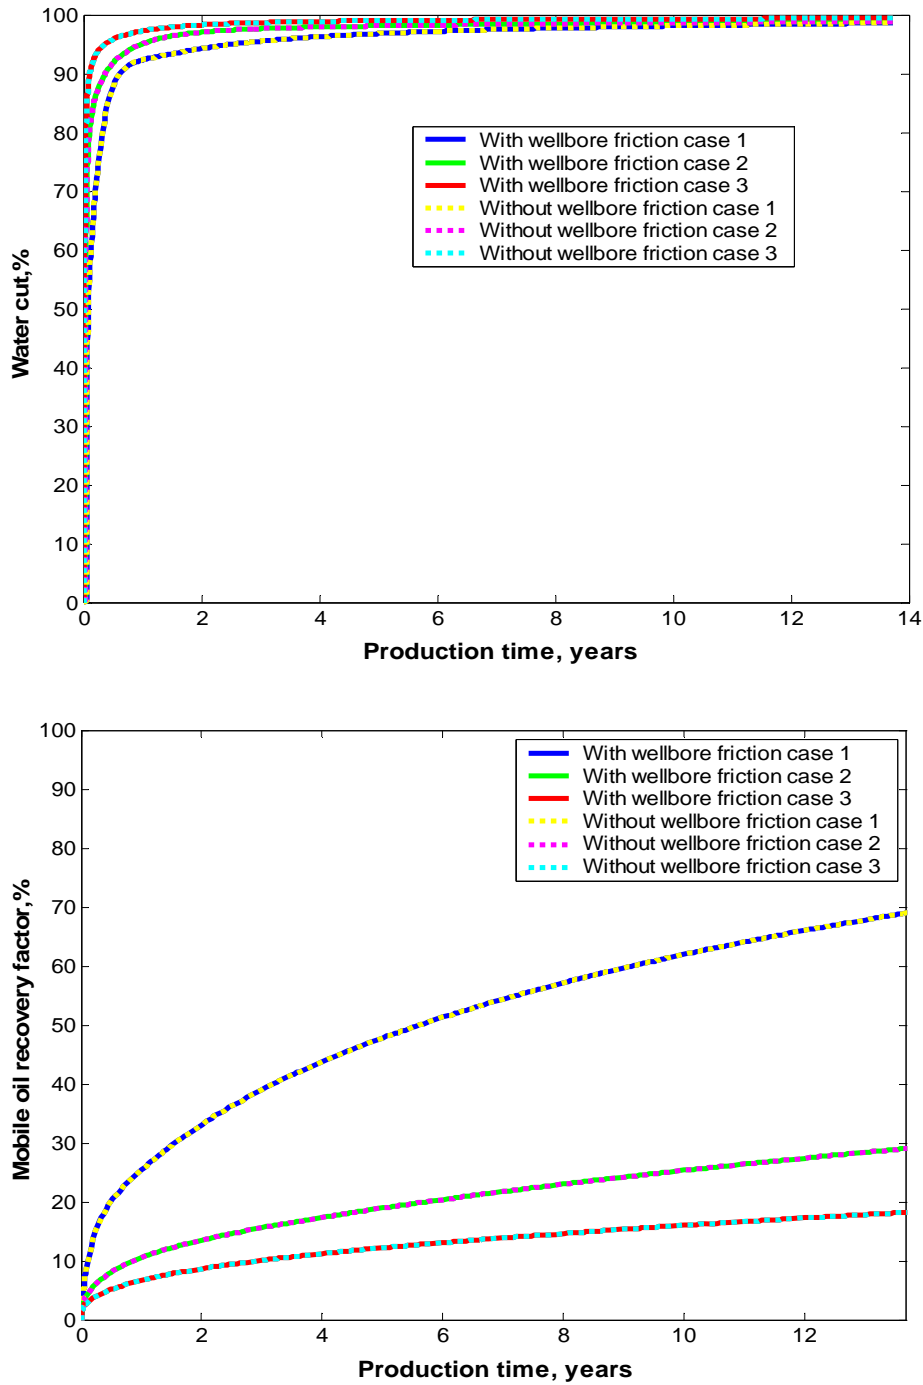 100
90
80
70
60
50
40
30
20
10
0
Water cut,%
With wellbore friction case 1
With wellbore friction case 2
With wellbore friction case 3
Without wellbore friction case 1
Without wellbore friction case 2
Without wellbore friction case 3
0 2 4 6 8 10 12 14
Production time, years
100
90
80
70
60
50
40
30
20
10
0
Mobile oil recovery factor,%
With wellbore friction case 1
With wellbore friction case 2
With wellbore friction case 3
Without wellbore friction case 1
Without wellbore friction case 2
Without wellbore friction case 3
0 2 4 6 8 10 12
Production time, years